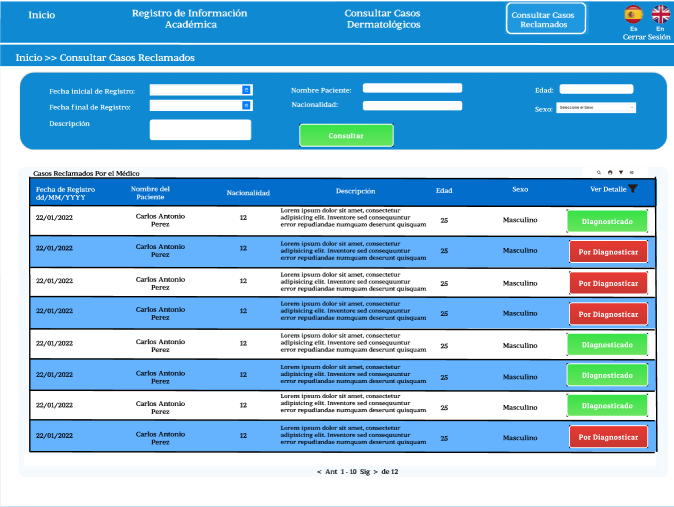 Inicio
Registro de Información
Académica
Consultar Casos
Dermatológicos
Consultar Casos
Reclamados
Es
En
Cerrar Sesión
Inicio >> Consultar Casos Reclamados
Fecha inicial de Registro:
Nombre Paciente:
Edad:
Fecha final de Registro:
Nacionalidad:
Sexo:
Seleccione el Sexo
Descripción
Consultar
Casos Reclamados Por el Médico
Fecha de Registro
dd/MM/YYYY
Nombre del
Paciente
Nacionalidad
Descripción
Edad
Sexo
Ver Detalle
22/01/2022
Carlos Antonio
Perez
12
Lorem ipsum dolor sit amet, consectetur
adipisicing elit. Inventore sed consequuntur
error repudiandae numquam deserunt quisquam
25
Masculino
Diagnosticado
22/01/2022
Carlos Antonio
Perez
12
Lorem ipsum dolor sit amet, consectetur
adipisicing elit. Inventore sed consequuntur
error repudiandae numquam deserunt quisquam
25
Masculino
Por Diagnosticar
22/01/2022
Carlos Antonio
Perez
12
Lorem ipsum dolor sit amet, consectetur
adipisicing elit. Inventore sed consequuntur
error repudiandae numquam deserunt quisquam
25
Masculino
Por Diagnosticar
22/01/2022
Carlos Antonio
Perez
12
Lorem ipsum dolor sit amet, consectetur
adipisicing elit. Inventore sed consequuntur
error repudiandae numquam deserunt quisquam
25
Masculino
Por Diagnosticar
22/01/2022
Carlos Antonio
Perez
12
Lorem ipsum dolor sit amet, consectetur
adipisicing elit. Inventore sed consequuntur
error repudiandae numquam deserunt quisquam
25
Masculino
Diagnosticado
22/01/2022
Carlos Antonio
Perez
12
Lorem ipsum dolor sit amet, consectetur
adipisicing elit. Inventore sed consequuntur
error repudiandae numquam deserunt quisquam
25
Masculino
Diagnosticado
22/01/2022
Carlos Antonio
Perez
12
Lorem ipsum dolor sit amet, consectetur
adipisicing elit. Inventore sed consequuntur
error repudiandae numquam deserunt quisquam
25
Masculino
Diagnosticado
22/01/2022
Carlos Antonio
Perez
12
Lorem ipsum dolor sit amet, consectetur
adipisicing elit. Inventore sed consequuntur
error repudiandae numquam deserunt quisquam
25
Masculino
Por Diagnosticar
< Ant 1 - 10 Sig > de 12